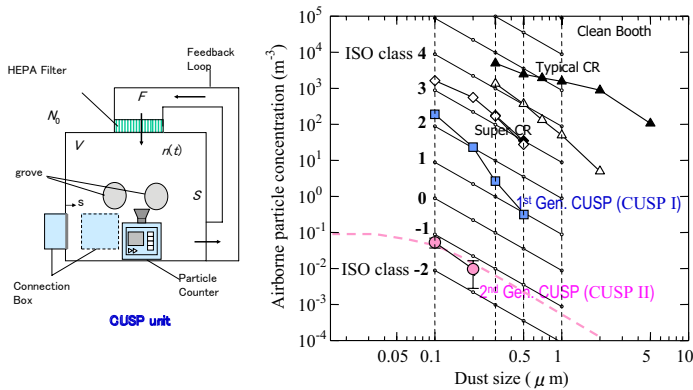 Feedback
Loop
HEPA Filter
F
N0
V
n(t)
grove
S
s
Connection
Box
Particle
Counter
CUSP unit
Airborne particle concentration (m-3)
10^5
10^4
10^3
10^2
10^1
10^0
10^-1
10^-2
10^-3
10^-4
Clean Booth
ISO class 4
Typical CR
3
Super CR
2
1
1st Gen. CUSP (CUSP I)
0
-1
ISO class -2
2nd Gen. CUSP (CUSP II)
0.05 0.1 0.5 1 5 10
Dust size ( μ m)